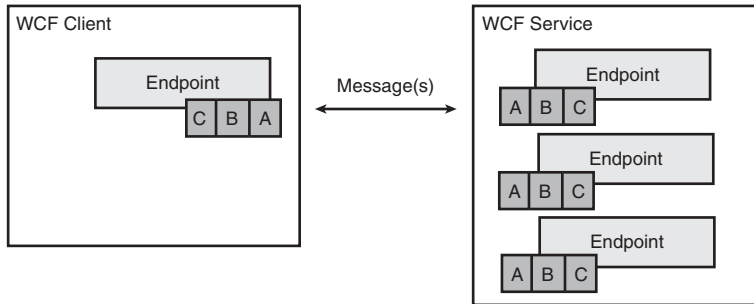 WCF Client
Endpoint
C B A
Message(s)
WCF Service
Endpoint
A B C
Endpoint
A B C
Endpoint
A B C